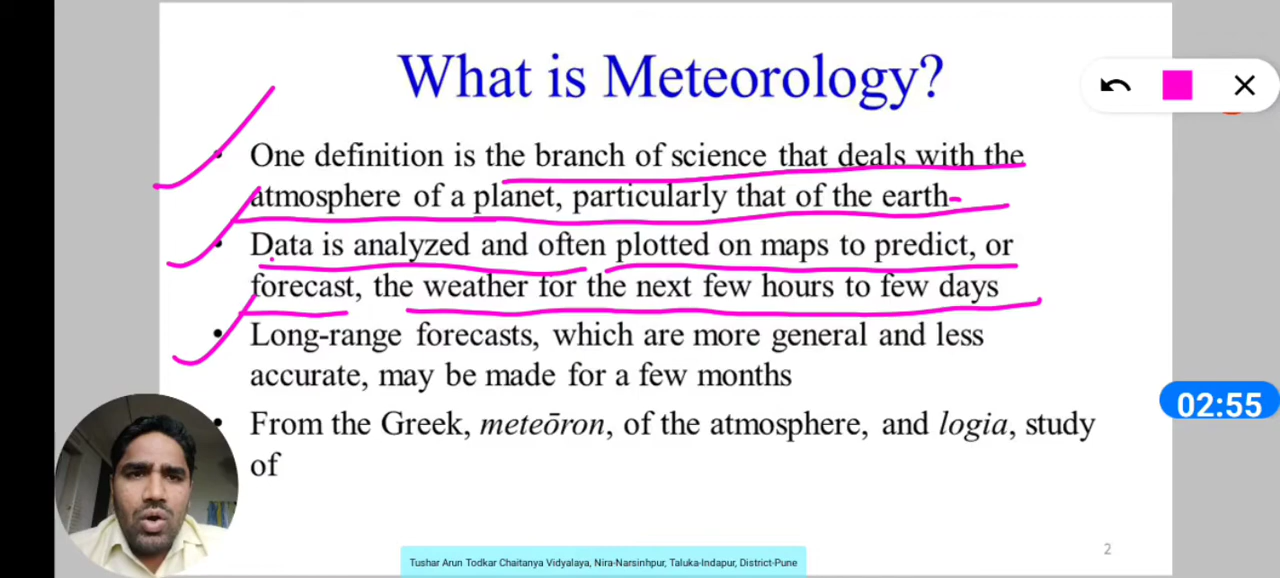 What is Meteorology?
• One definition is the branch of science that deals with the
atmosphere of a planet, particularly that of the earth
• Data is analyzed and often plotted on maps to predict, or
forecast, the weather for the next few hours to few days
• Long-range forecasts, which are more general and less
accurate, may be made for a few months
• From the Greek, meteōron, of the atmosphere, and logia, study
of
02:55
2
Tushar Arun Todkar Chaitanya Vidyalaya, Nira-Narsinhpur, Taluka-Indapur, District-Pune